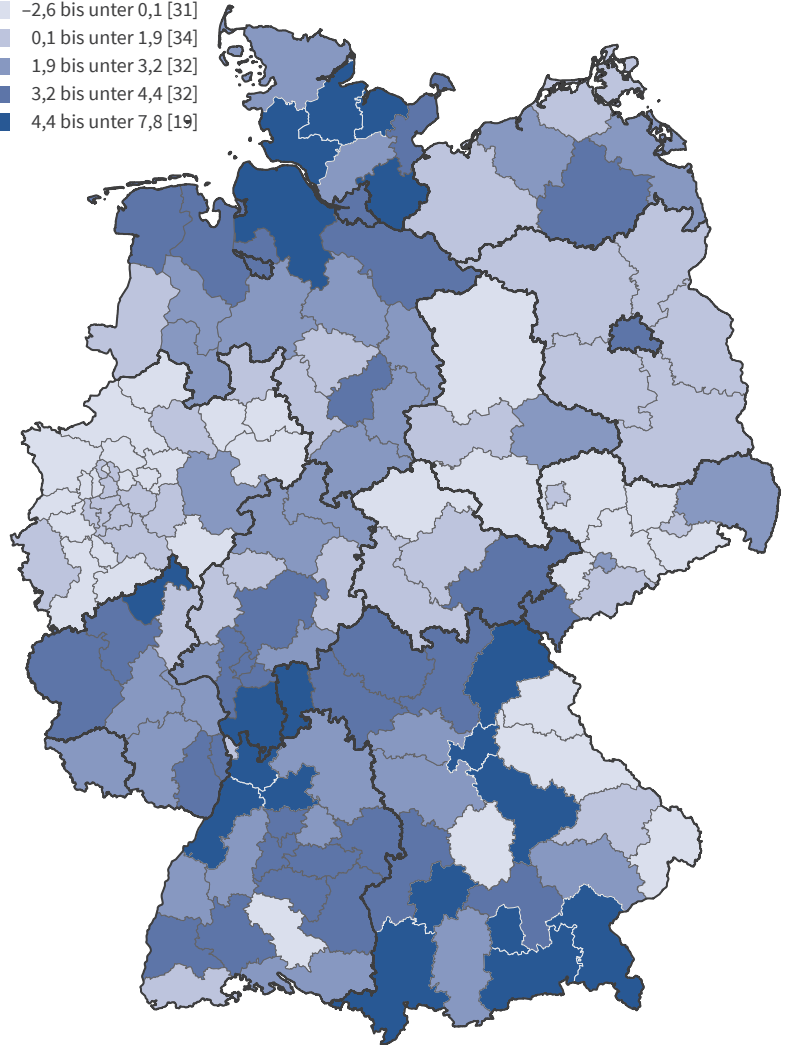 –2,6 bis unter 0,1 [31]
0,1 bis unter 1,9 [34]
1,9 bis unter 3,2 [32]
3,2 bis unter 4,4 [32]
4,4 bis unter 7,8 [19]